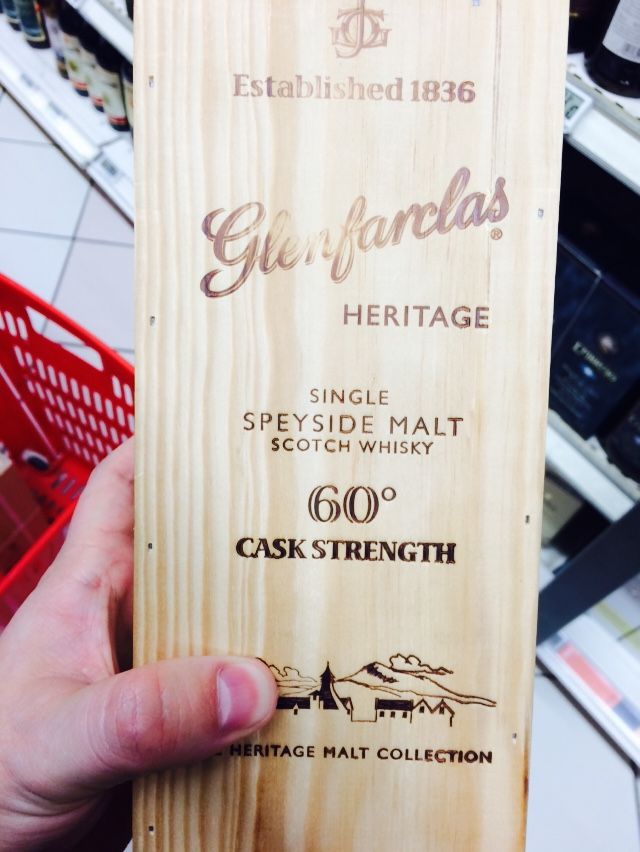 Established 1836
Glenfarclas®
HERITAGE
SINGLE
SPEYSIDE MALT
SCOTCH WHISKY
60°
CASK STRENGTH
HERITAGE MALT COLLECTION